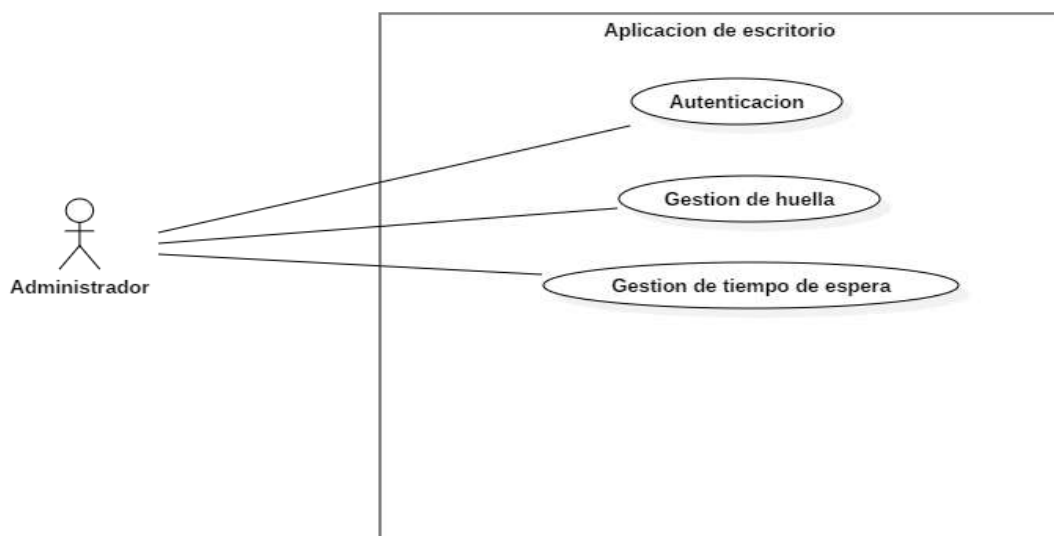 Aplicacion de escritorio
Autenticacion
Gestion de huella
Administrador
Gestion de tiempo de espera